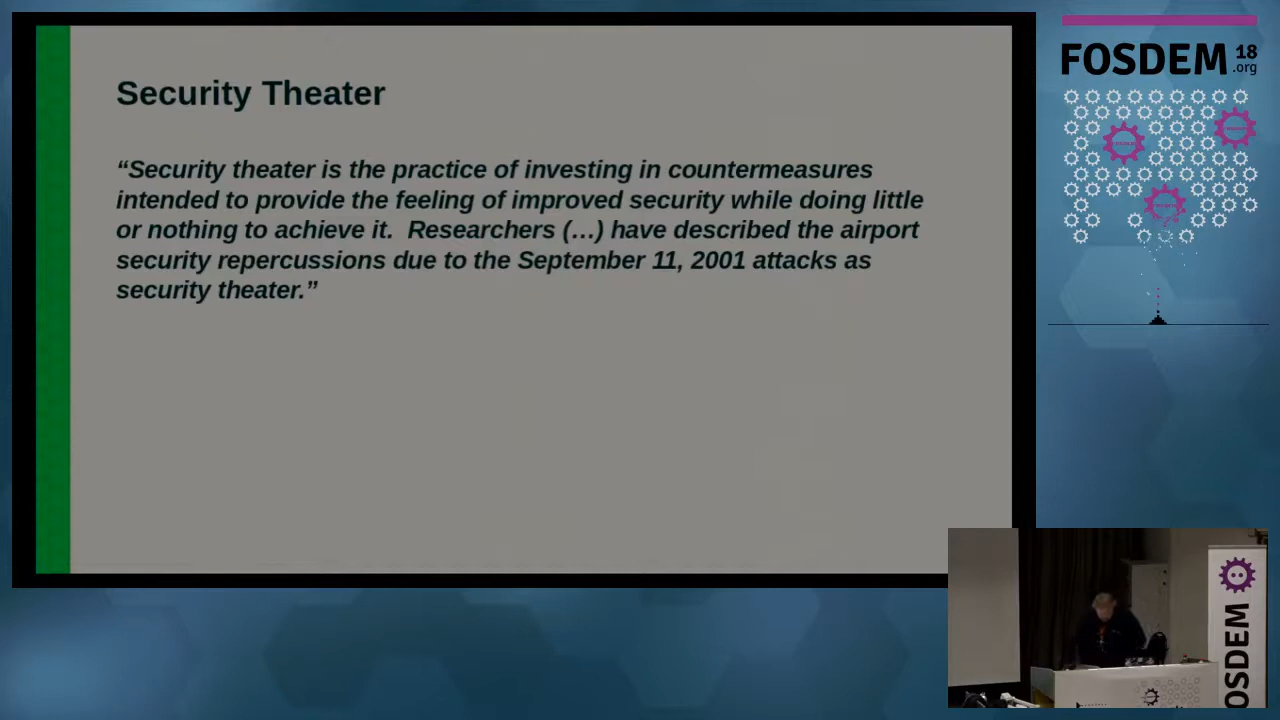 Security Theater
“Security theater is the practice of investing in countermeasures
intended to provide the feeling of improved security while doing little
or nothing to achieve it.  Researchers (…) have described the airport
security repercussions due to the September 11, 2001 attacks as
security theater.”
FOSDEM 18
.org
OSDEM